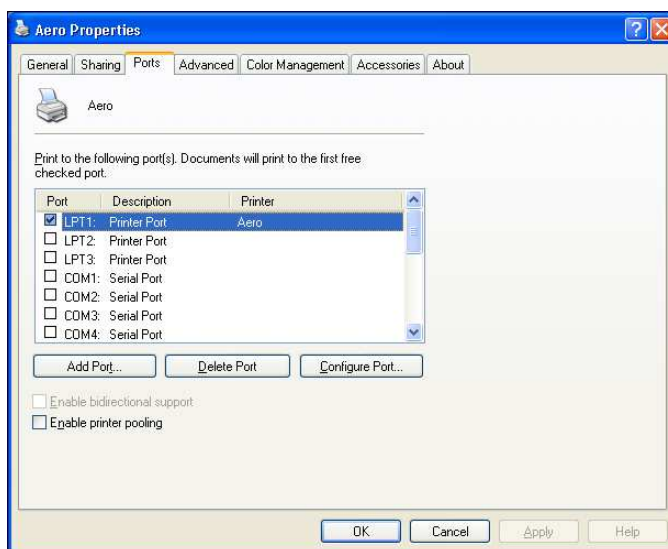 Aero Properties
General Sharing Ports Advanced Color Management Accessories About
Aero
Print to the following port(s). Documents will print to the first free
checked port.
Port Description Printer
LPT1: Printer Port Aero
LPT2: Printer Port
LPT3: Printer Port
COM1: Serial Port
COM2: Serial Port
COM3: Serial Port
COM4: Serial Port
Add Port... Delete Port Configure Port...
Enable bidirectional support
Enable printer pooling
OK Cancel Apply Help